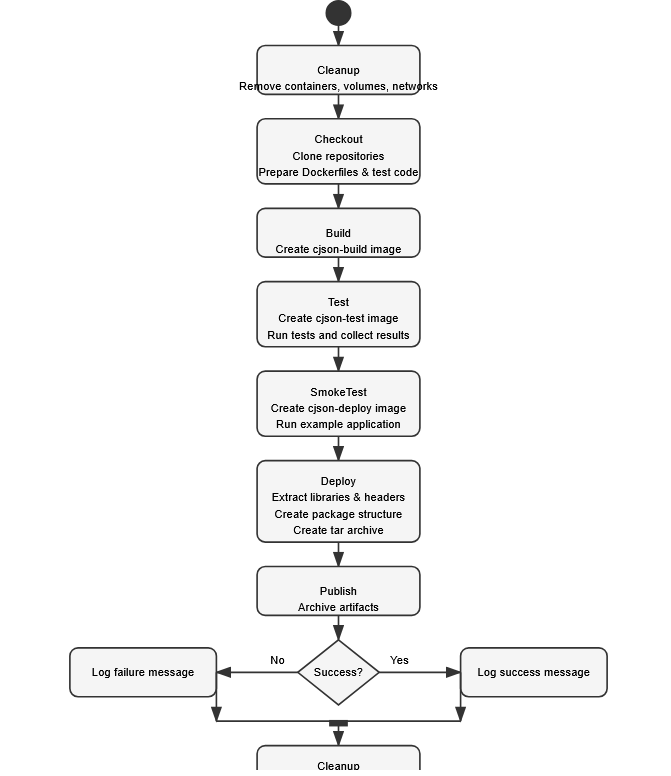 Cleanup
Remove containers, volumes, networks
Checkout
Clone repositories
Prepare Dockerfiles & test code
Build
Create cjson-build image
Test
Create cjson-test image
Run tests and collect results
SmokeTest
Create cjson-deploy image
Run example application
Deploy
Extract libraries & headers
Create package structure
Create tar archive
Publish
Archive artifacts
No
Success?
Yes
Log failure message
Log success message
Cleanup